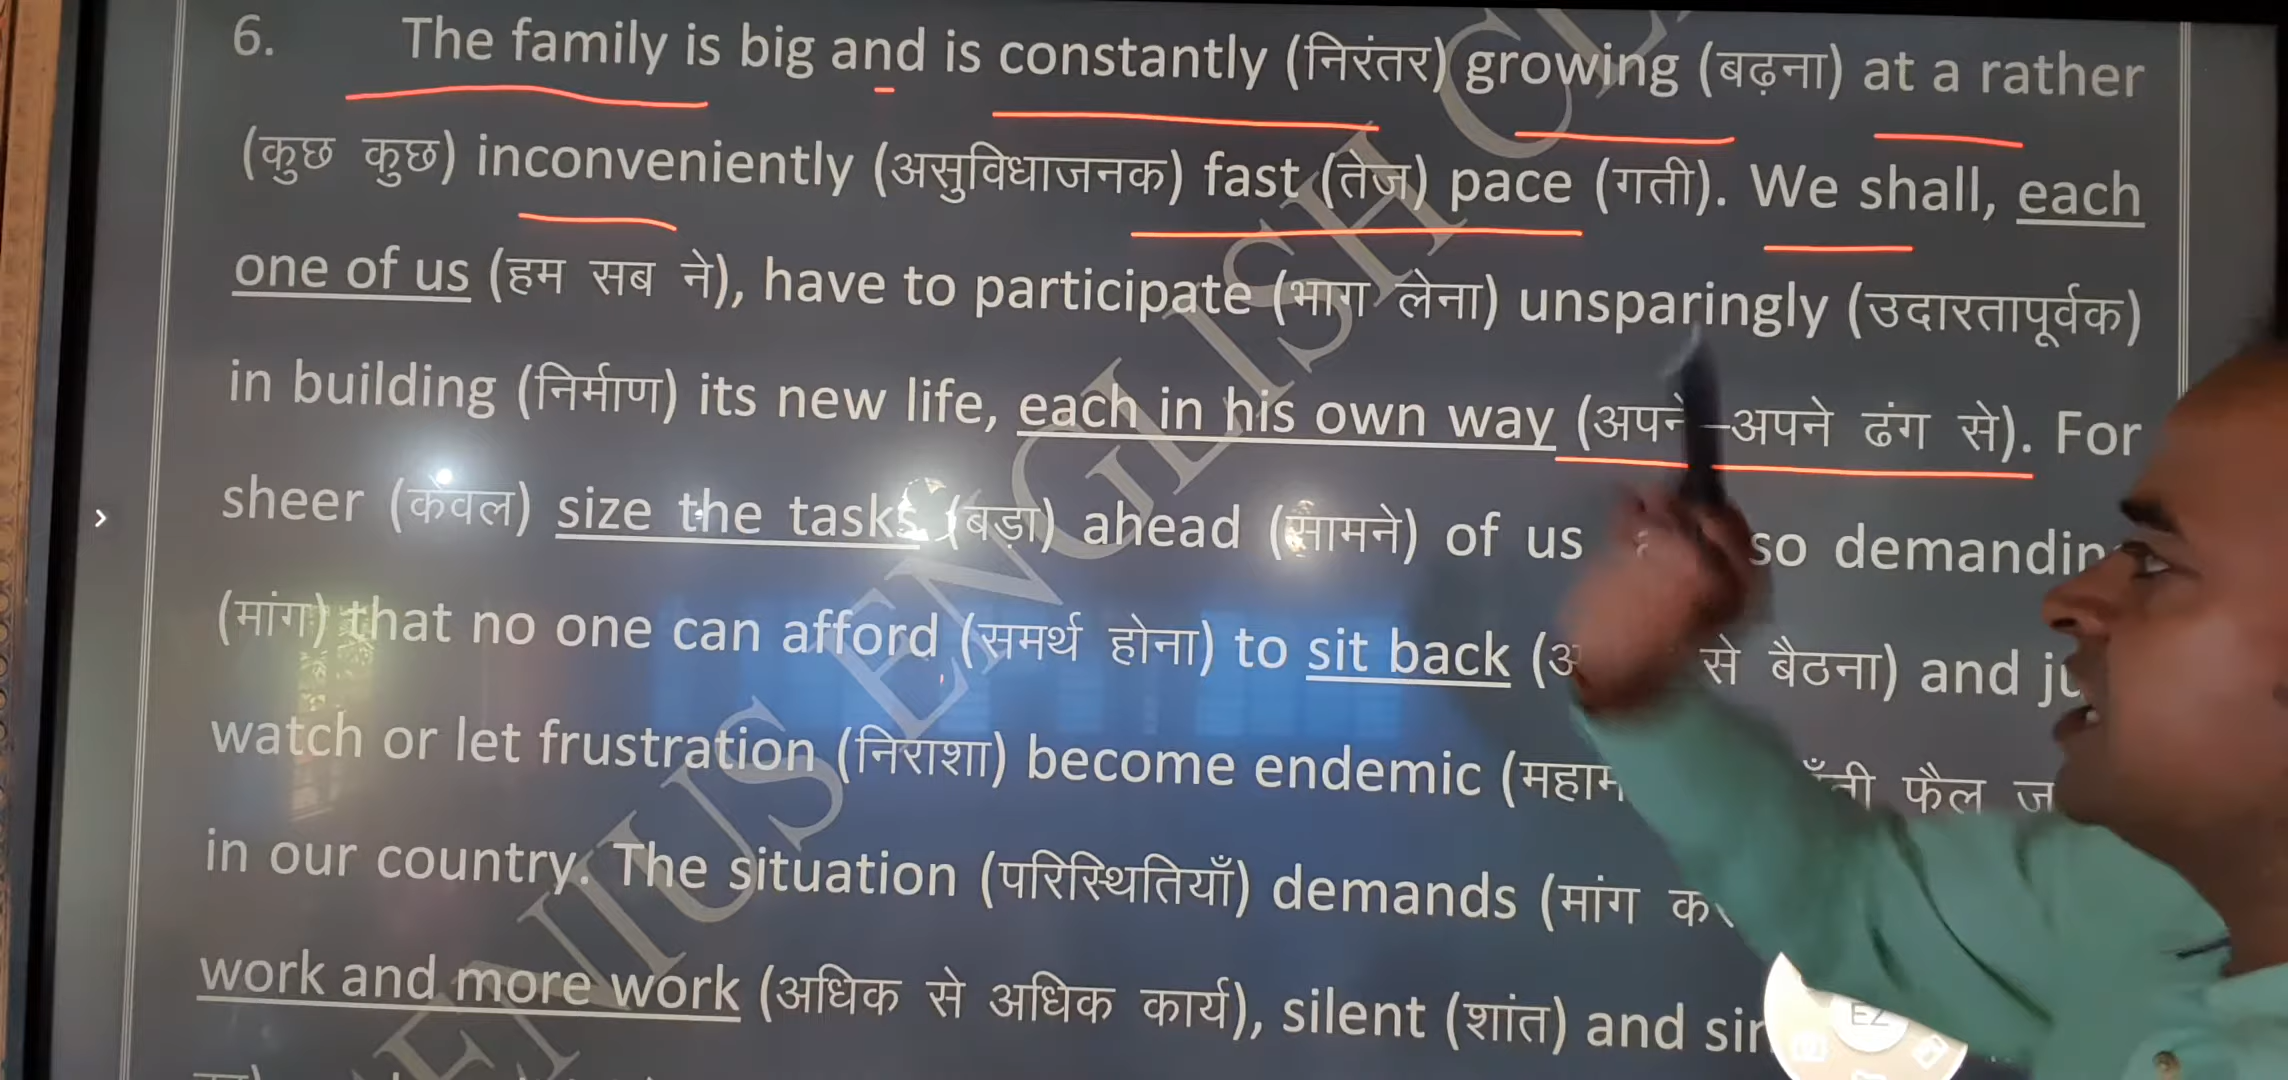 6. The family is big and is constantly (निरंतर) growing (बढ़ना) at a rather
(कुछ कुछ) inconveniently (असुविधाजनक) fast (तेज) pace (गती). We shall, each
one of us (हम सब ने), have to participate (भाग लेना) unsparingly (उदारतापूर्वक)
in building (निर्माण) its new life, each in his own way (अपने-अपने ढंग से). For
sheer (केवल) size the tasks (बड़ा) ahead (सामने) of us so
(मांग) that no one can afford (समर्थ होना) to sit back से बैठना) and
watch or let frustration (निराशा) become endemic फैल
in our country. The situation (परिस्थितियाँ) demands (मांग
work and more work (अधिक से अधिक कार्य), silent (शांत) and
GENIUS ENGLISH
EZ